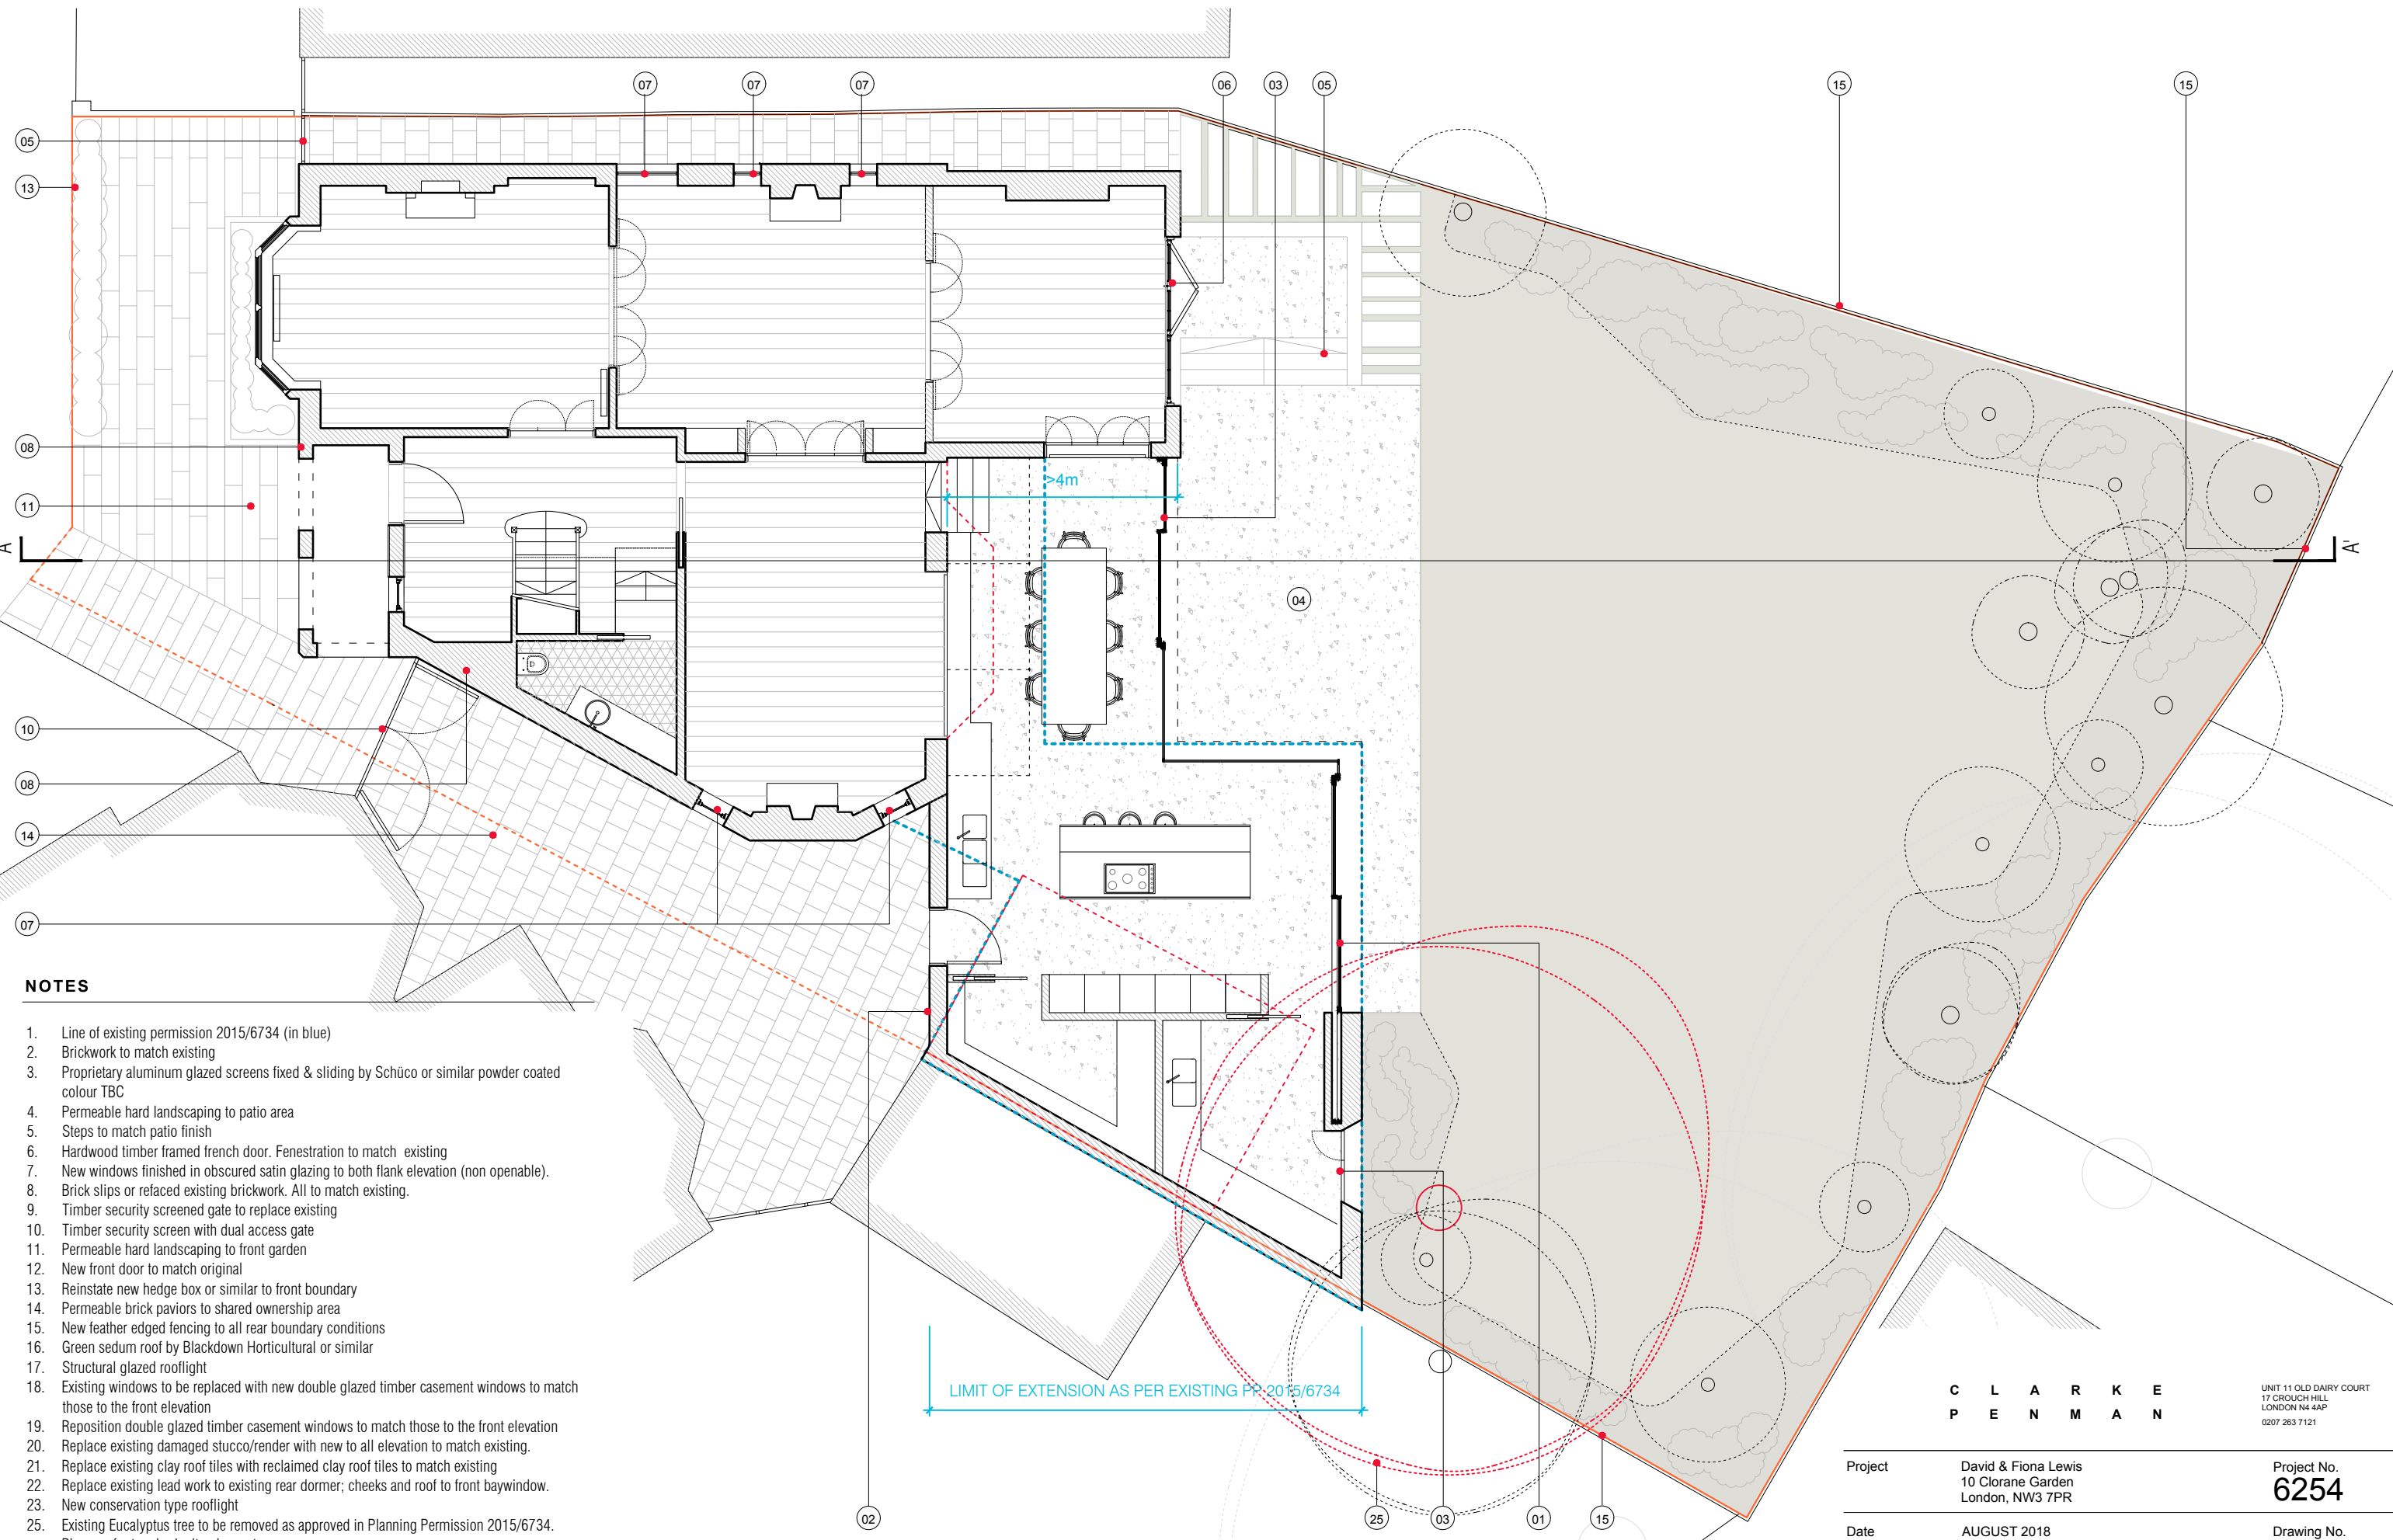 07
07
07
06
03
05
15
15
05
13
08
11
A
A'
>4m
04
10
08
14
07
NOTES
1. Line of existing permission 2015/6734 (in blue)
2. Brickwork to match existing
3. Proprietary aluminum glazed screens fixed & sliding by Schüco or similar powder coated
colour TBC
4. Permeable hard landscaping to patio area
5. Steps to match patio finish
6. Hardwood timber framed french door. Fenestration to match existing
7. New windows finished in obscured satin glazing to both flank elevation (non openable).
8. Brick slips or refaced existing brickwork. All to match existing.
9. Timber security screened gate to replace existing
10. Timber security screen with dual access gate
11. Permeable hard landscaping to front garden
12. New front door to match original
13. Reinstate new hedge box or similar to front boundary
14. Permeable brick paviors to shared ownership area
15. New feather edged fencing to all rear boundary conditions
16. Green sedum roof by Blackdown Horticultural or similar
17. Structural glazed rooflight
18. Existing windows to be replaced with new double glazed timber casement windows to match
those to the front elevation
19. Reposition double glazed timber casement windows to match those to the front elevation
20. Replace existing damaged stucco/render with new to all elevation to match existing.
21. Replace existing clay roof tiles with reclaimed clay roof tiles to match existing
22. Replace existing lead work to existing rear dormer; cheeks and roof to front baywindow.
23. New conservation type rooflight
25. Existing Eucalyptus tree to be removed as approved in Planning Permission 2015/6734.
LIMIT OF EXTENSION AS PER EXISTING PP 2015/6734
02
25
03
01
15
CLARKE
PENMAN
UNIT 11 OLD DAIRY COURT
17 CROUCH HILL
LONDON N4 4AP
0207 263 7121
Project
David & Fiona Lewis
10 Clorane Garden
London, NW3 7PR
Project No.
6254
Date
AUGUST 2018
Drawing No.